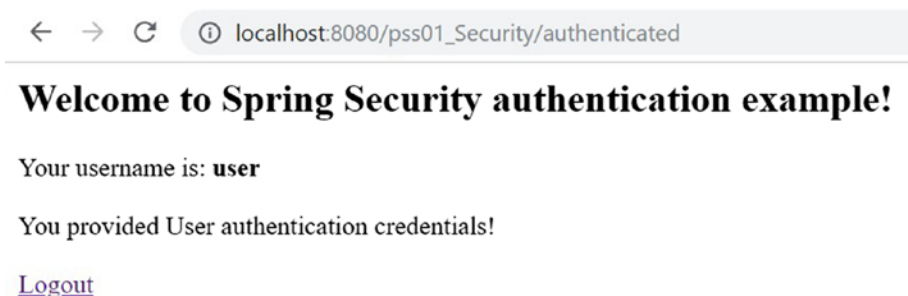 localhost:8080/pss01_Security/authenticated
Welcome to Spring Security authentication example!
Your username is: user
You provided User authentication credentials!
Logout